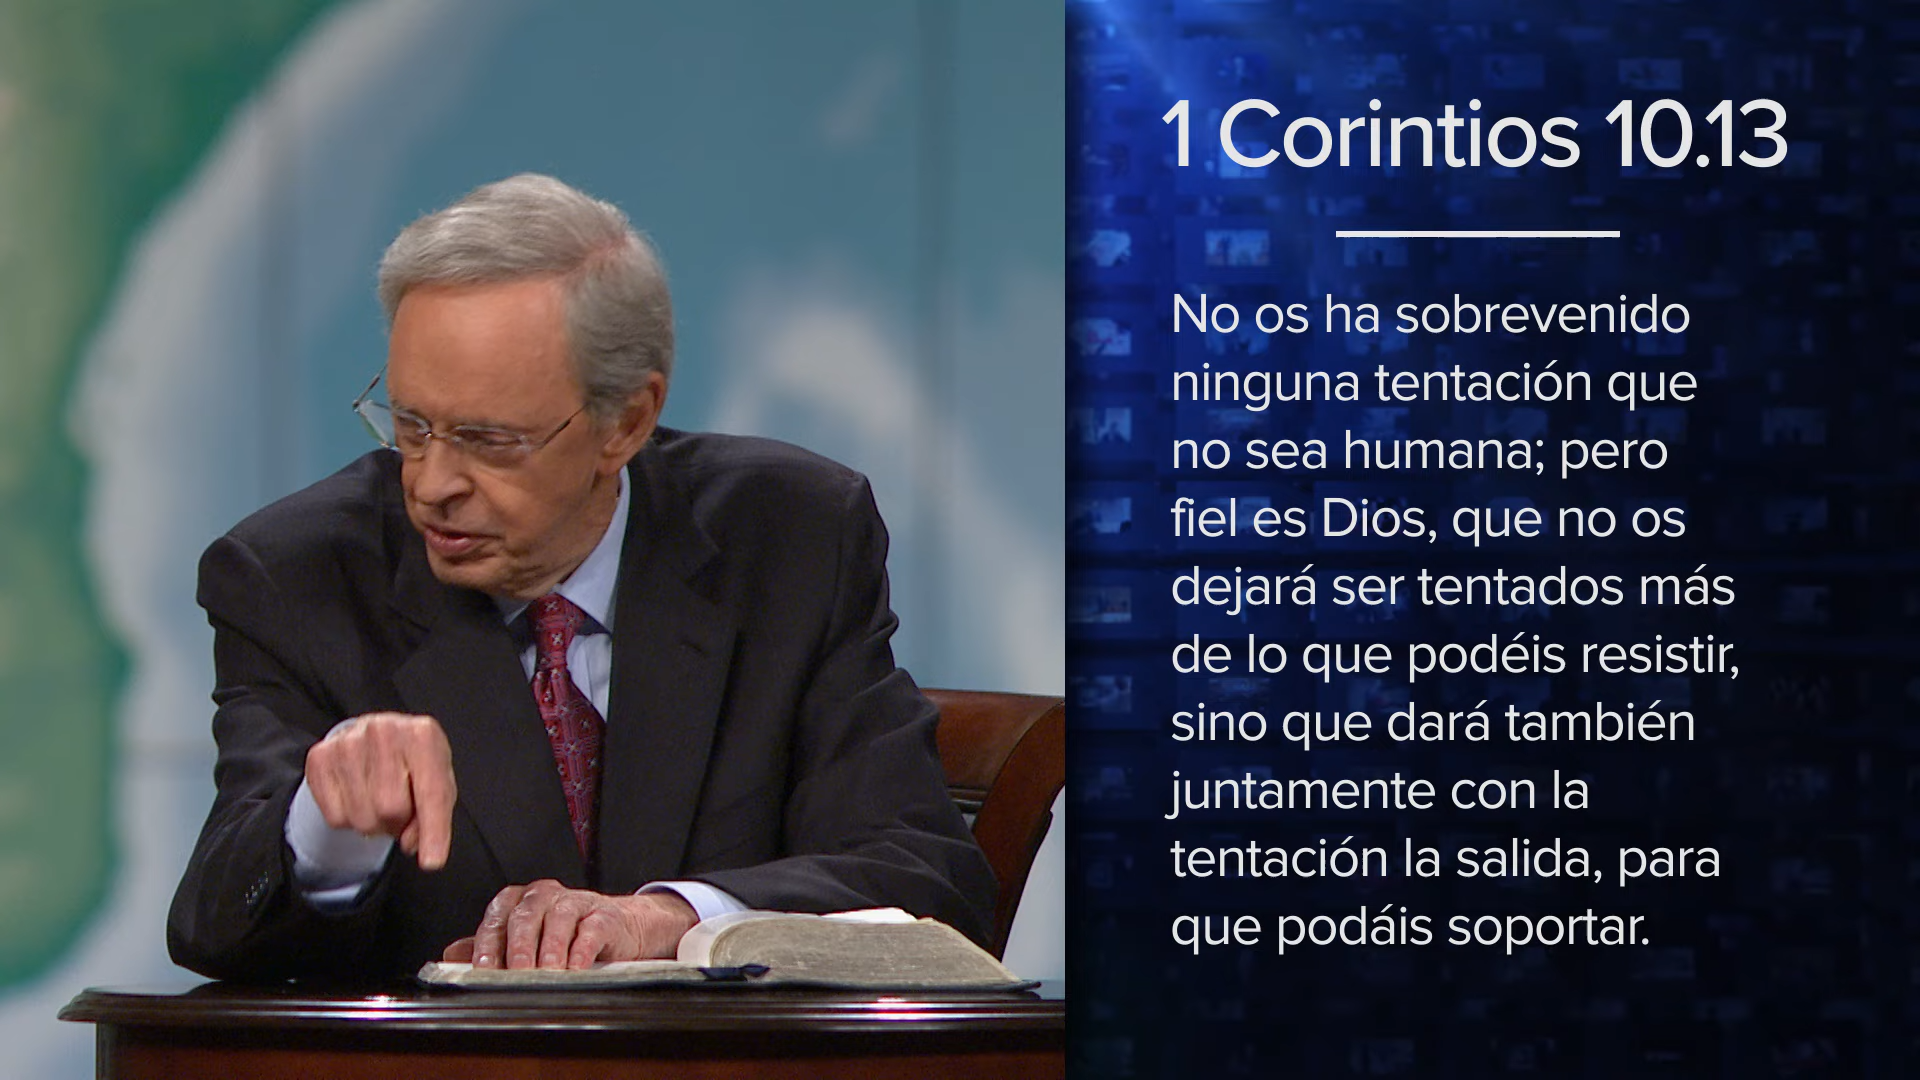 1 Corintios 10.13
No os ha sobrevenido
ninguna tentación que
no sea humana; pero
fiel es Dios, que no os
dejará ser tentados más
de lo que podéis resistir,
sino que dará también
juntamente con la
tentación la salida, para
que podáis soportar.